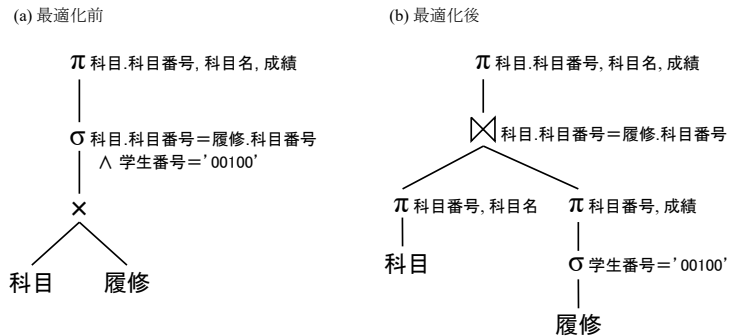 (a) 最適化前
π 科目.科目番号, 科目名, 成績
σ 科目.科目番号＝履修.科目番号
∧ 学生番号＝'00100'
×
科目
履修
(b) 最適化後
π 科目.科目番号, 科目名, 成績
⋈ 科目.科目番号＝履修.科目番号
π 科目番号, 科目名
科目
π 科目番号, 成績
σ 学生番号＝'00100'
履修